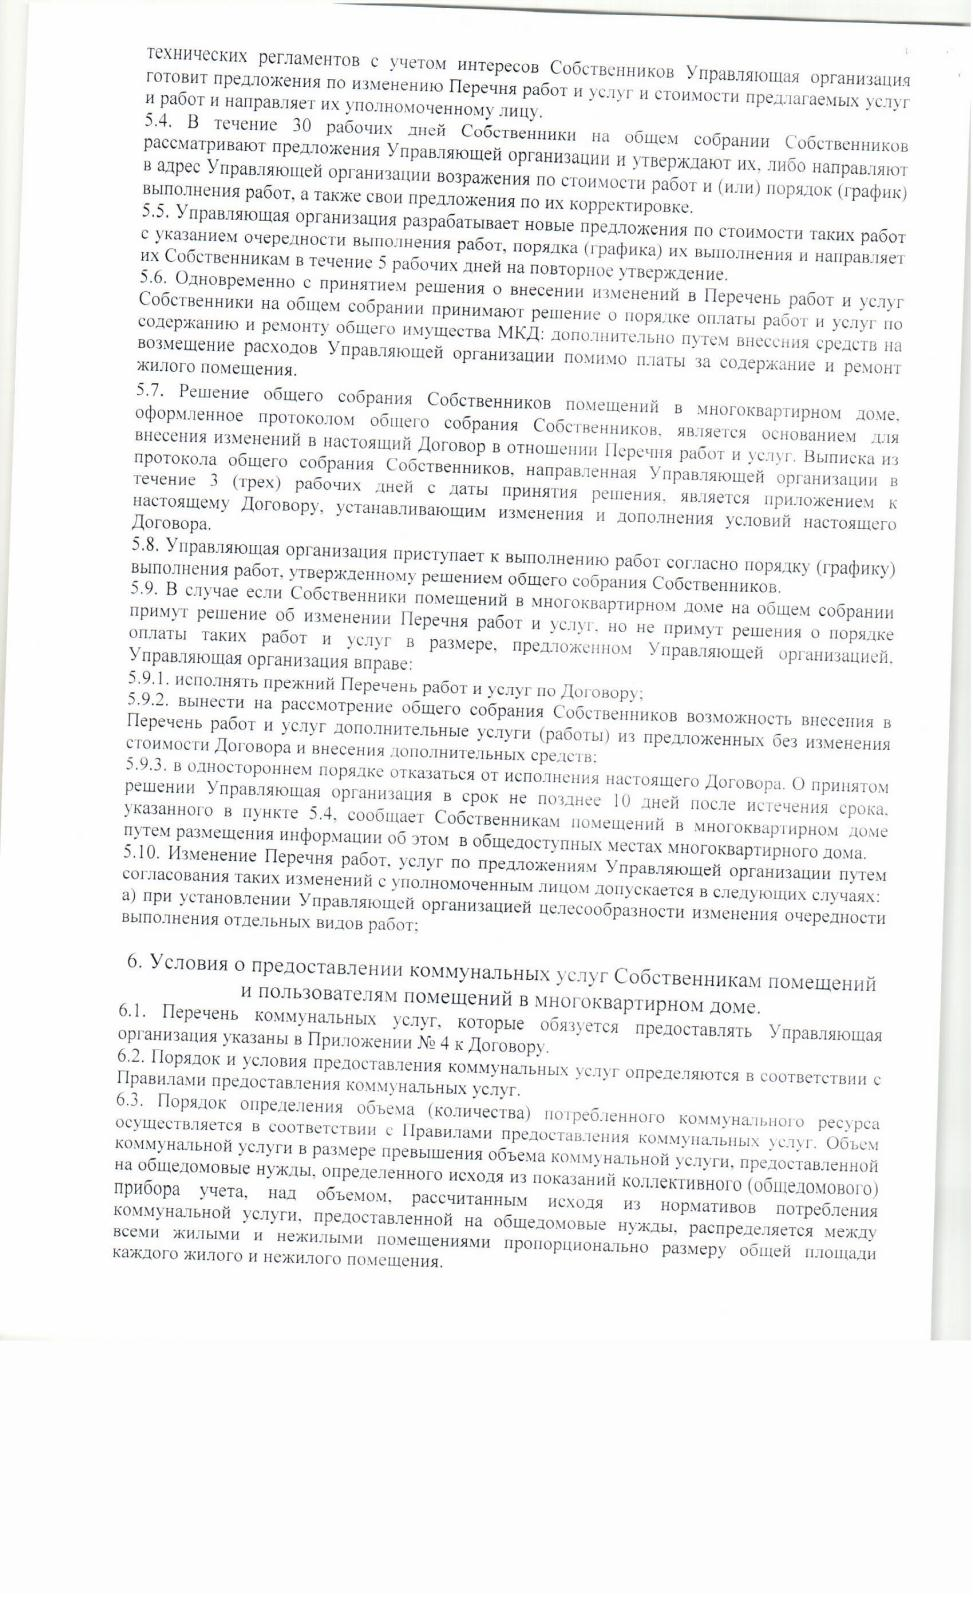 технических регламентов с учетом интересов Собственников Управляющая организация
готовит предложения по изменению Перечня работ и услуг и стоимости предлагаемых услуг
и работ и направляет их уполномоченному лицу.
5.4. В течение 30 рабочих дней Собственники на общем собрании Собственников
рассматривают предложения Управляющей организации и утверждают их, либо направляют
в адрес Управляющей организации возражения по стоимости работ и (или) порядок (график)
выполнения работ, а также свои предложения по их корректировке.
5.5. Управляющая организация разрабатывает новые предложения по стоимости таких работ
с указанием очередности выполнения работ, порядка (графика) их выполнения и направляет
их Собственникам в течение 5 рабочих дней на повторное утверждение.
5.6. Одновременно с принятием решения о внесении изменений в Перечень работ и услуг
Собственники на общем собрании принимают решение о порядке оплаты работ и услуг по
содержанию и ремонту общего имущества МКД: дополнительно путем внесения средств на
возмещение расходов Управляющей организации помимо платы за содержание и ремонт
жилого помещения.
5.7. Решение общего собрания Собственников помещений в многоквартирном доме,
оформленное протоколом общего собрания Собственников, является основанием для
внесения изменений в настоящий Договор в отношении Перечня работ и услуг. Выписка из
протокола общего собрания Собственников, направленная Управляющей организации в
течение 3 (трех) рабочих дней с даты принятия решения, является приложением к
настоящему Договору, устанавливающим изменения и дополнения условий настоящего
Договора.
5.8. Управляющая организация приступает к выполнению работ согласно порядку (графику)
выполнения работ, утвержденному решением общего собрания Собственников.
5.9. В случае если Собственники помещений в многоквартирном доме на общем собрании
примут решение об изменении Перечня работ и услуг, но не примут решения о порядке
оплаты таких работ и услуг в размере, предложенном Управляющей организацией,
Управляющая организация вправе:
5.9.1. исполнять прежний Перечень работ и услуг по Договору;
5.9.2. вынести на рассмотрение общего собрания Собственников возможность внесения в
Перечень работ и услуг дополнительные услуги (работы) из предложенных без изменения
стоимости Договора и внесения дополнительных средств;
5.9.3. в одностороннем порядке отказаться от исполнения настоящего Договора. О принятом
решении Управляющая организация в срок не позднее 10 дней после истечения срока,
указанного в пункте 5.4, сообщает Собственникам помещений в многоквартирном доме
путем размещения информации об этом в общедоступных местах многоквартирного дома.
5.10. Изменение Перечня работ, услуг по предложениям Управляющей организации путем
согласования таких изменений с уполномоченным лицом допускается в следующих случаях:
а) при установлении Управляющей организацией целесообразности изменения очередности
выполнения отдельных видов работ;
6. Условия о предоставлении коммунальных услуг Собственникам помещений
и пользователям помещений в многоквартирном доме.
6.1. Перечень коммунальных услуг, которые обязуется предоставлять Управляющая
организация указаны в Приложении № 4 к Договору.
6.2. Порядок и условия предоставления коммунальных услуг определяются в соответствии с
Правилами предоставления коммунальных услуг.
6.3. Порядок определения объема (количества) потребленного коммунального ресурса
осуществляется в соответствии с Правилами предоставления коммунальных услуг. Объем
коммунальной услуги в размере превышения объема коммунальной услуги, предоставленной
на общедомовые нужды, определенного исходя из показаний коллективного (общедомового)
прибора учета, над объемом, рассчитанным исходя из нормативов потребления
коммунальной услуги, предоставленной на общедомовые нужды, распределяется между
всеми жилыми и нежилыми помещениями пропорционально размеру общей площади
каждого жилого и нежилого помещения.